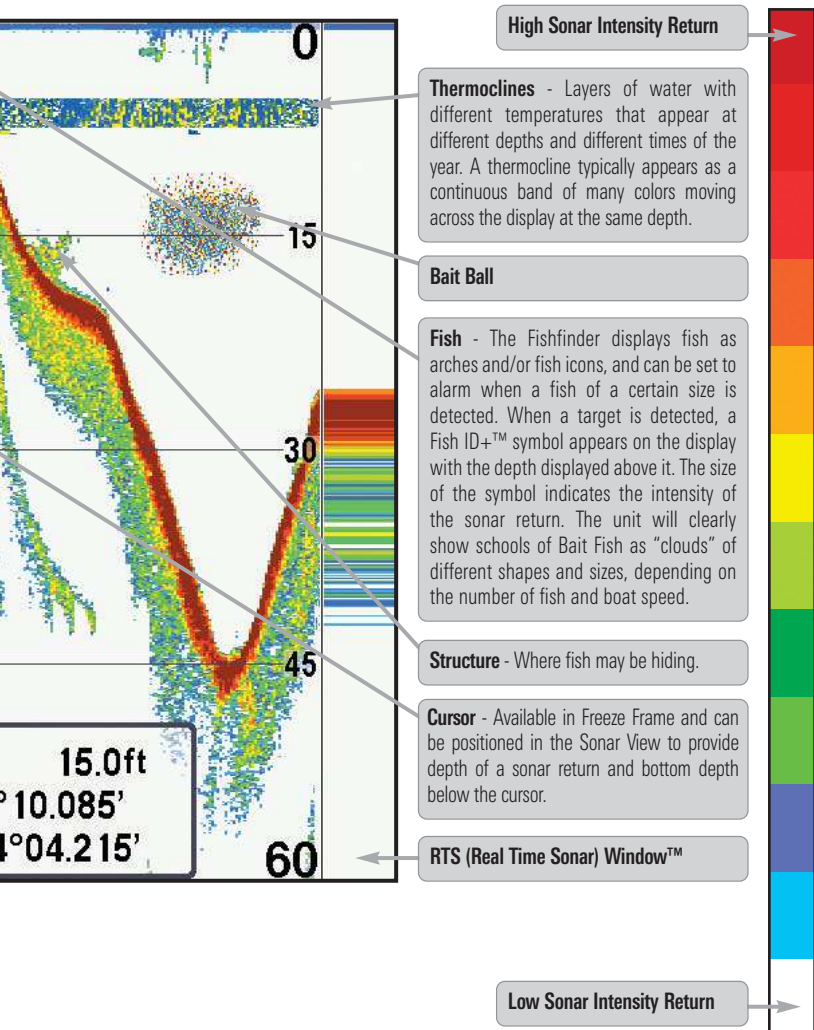 High Sonar Intensity Return
Thermoclines - Layers of water with
different temperatures that appear at
different depths and different times of the
year. A thermocline typically appears as a
continuous band of many colors moving
across the display at the same depth.
Bait Ball
Fish - The Fishfinder displays fish as
arches and/or fish icons, and can be set to
alarm when a fish of a certain size is
detected. When a target is detected, a
Fish ID+™ symbol appears on the display
with the depth displayed above it. The size
of the symbol indicates the intensity of
the sonar return. The unit will clearly
show schools of Bait Fish as “clouds” of
different shapes and sizes, depending on
the number of fish and boat speed.
Structure - Where fish may be hiding.
Cursor - Available in Freeze Frame and can
be positioned in the Sonar View to provide
depth of a sonar return and bottom depth
below the cursor.
RTS (Real Time Sonar) Window™
Low Sonar Intensity Return
0
15
30
45
60
15.0ft
° 10.085’
°04.215’